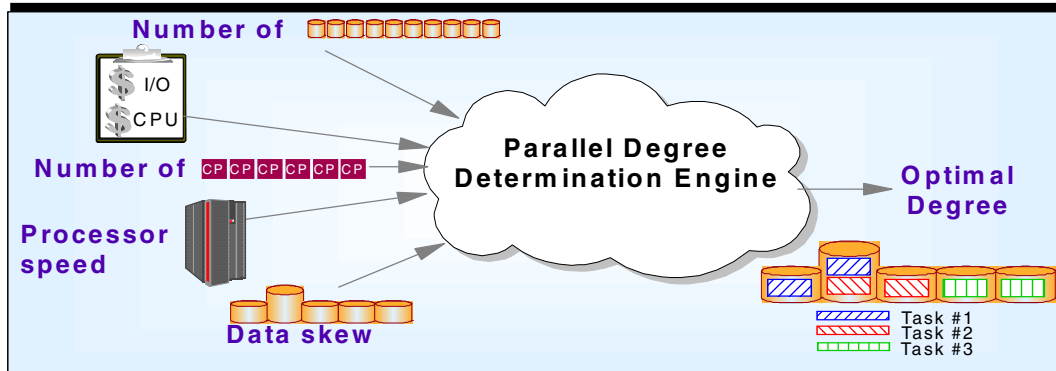 Number of
I/O
CPU
Number of CP CP CP CP CP CP
Processor
speed
Data skew
Parallel Degree
Determination Engine
Optimal
Degree
Task #1
Task #2
Task #3